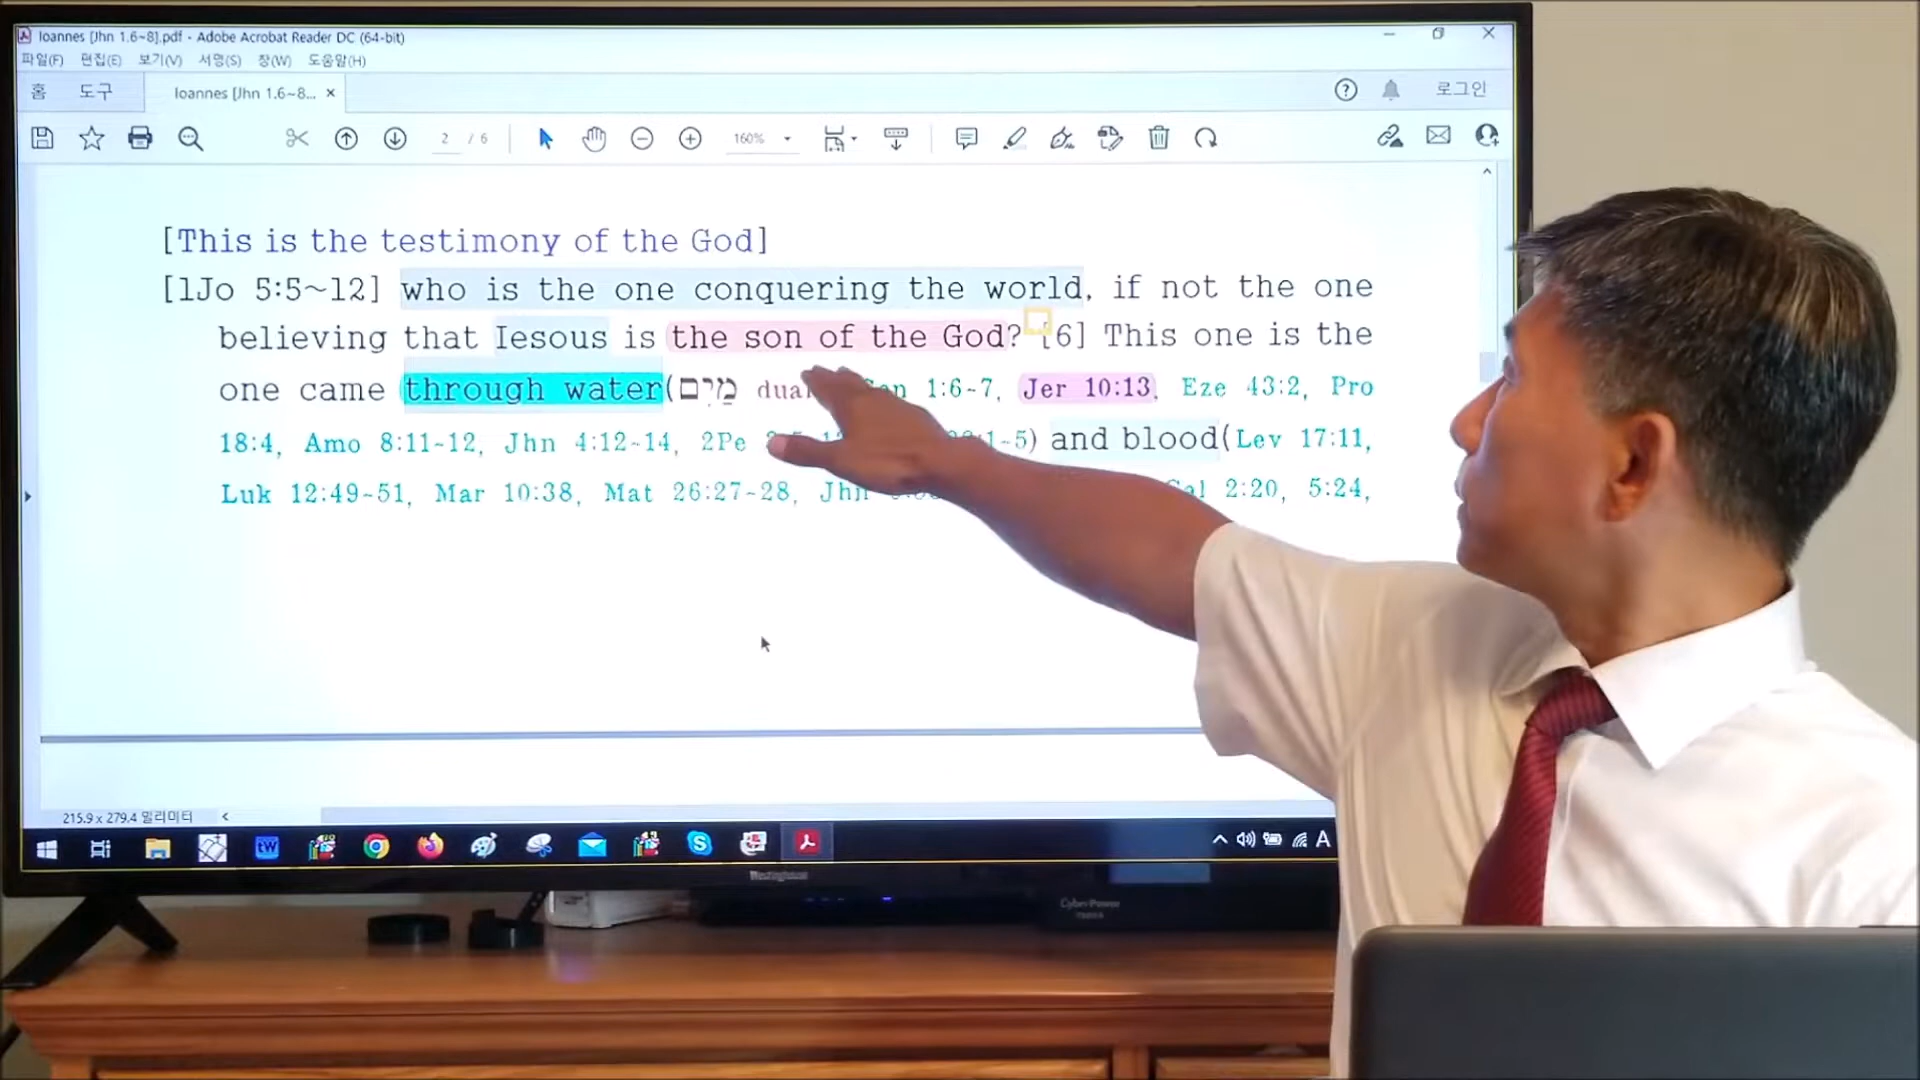 Ioannes [Jhn 1.6~8].pdf - Adobe Acrobat Reader DC (64-bit)
파일(F) 편집(E) 보기(V) 서명(S) 창(W) 도움말(H)
홈 도구 Ioannes [Jhn 1.6~8... × 로그인
2 / 6 160%
[This is the testimony of the God]
[1Jo 5:5~12] who is the one conquering the world, if not the one
believing that Iesous is the son of the God? [6] This one is the
one came through water(מַיִם dual 1:6~7, Jer 10:13, Eze 43:2, Pro
18:4, Amo 8:11~12, Jhn 4:12~14, 2Pe 1~5) and blood(Lev 17:11,
Luk 12:49~51, Mar 10:38, Mat 26:27~28, Jhn 2:20, 5:24,
215.9 x 279.4 밀리미터
A
Westinghouse
CyberPower